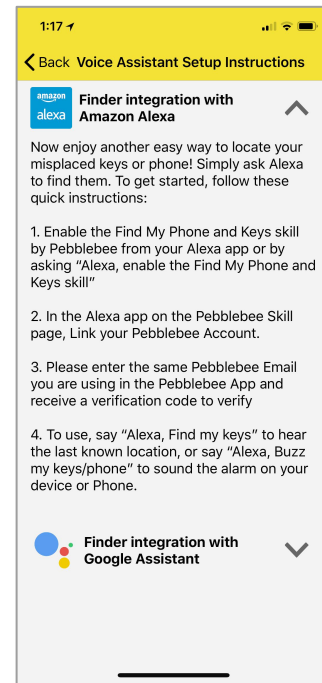 1:17
Back Voice Assistant Setup Instructions
amazon
alexa
Finder integration with
Amazon Alexa
Now enjoy another easy way to locate your
misplaced keys or phone! Simply ask Alexa
to find them. To get started, follow these
quick instructions:
1. Enable the Find My Phone and Keys skill
by Pebblebee from your Alexa app or by
asking “Alexa, enable the Find My Phone and
Keys skill”
2. In the Alexa app on the Pebblebee Skill
page, Link your Pebblebee Account.
3. Please enter the same Pebblebee Email
you are using in the Pebblebee App and
receive a verification code to verify
4. To use, say “Alexa, Find my keys” to hear
the last known location, or say “Alexa, Buzz
my keys/phone” to sound the alarm on your
device or Phone.
Finder integration with
Google Assistant